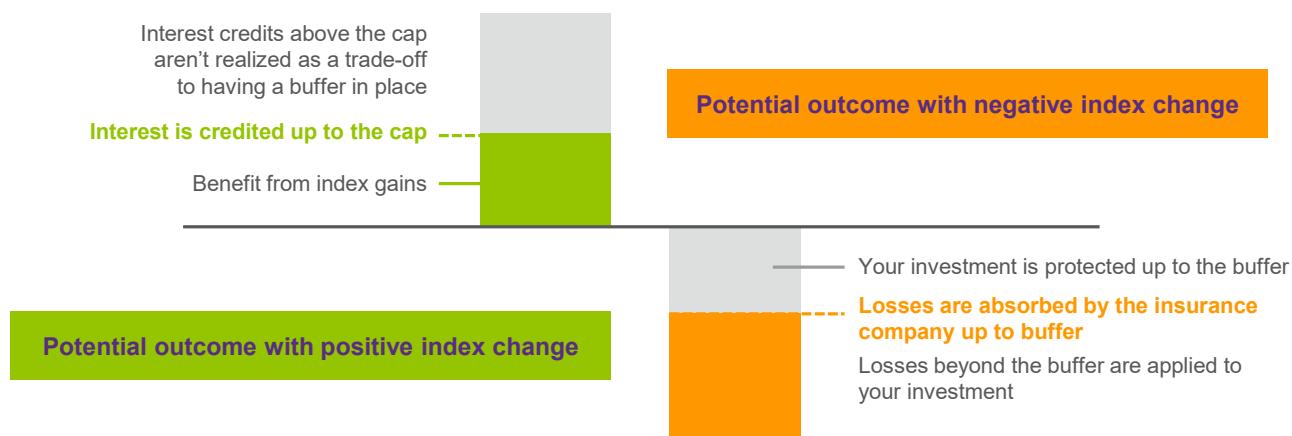 Interest credits above the cap
aren’t realized as a trade-off
to having a buffer in place
Interest is credited up to the cap
Benefit from index gains
Potential outcome with negative index change
Potential outcome with positive index change
Your investment is protected up to the buffer
Losses are absorbed by the insurance
company up to buffer
Losses beyond the buffer are applied to
your investment